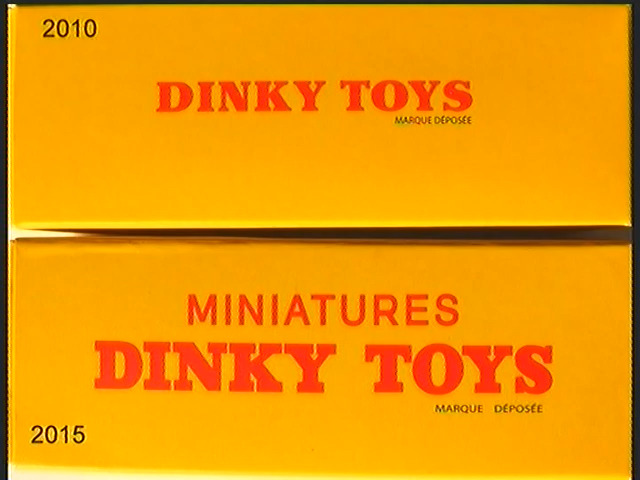 2010
DINKY TOYS
MARQUE DÉPOSÉE
MINIATURES
DINKY TOYS
MARQUE DÉPOSÉE
2015